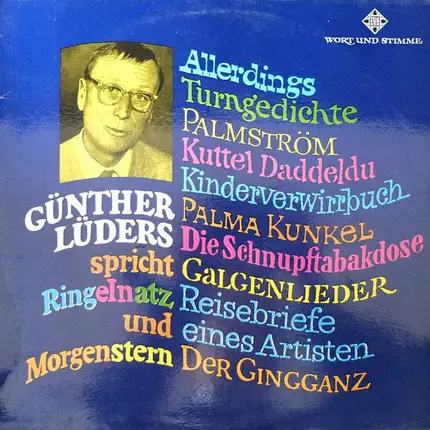 WORT UND STIMME
Allerdings
Turngedichte
PALMSTRÖM
Kuttel Daddeldu
Kinderverwirrbuch
PALMA KUNKEL
Die Schnupftabakdose
GALGENLIEDER
Reisebriefe
eines Artisten
DER GINGGANZ
GÜNTHER
LÜDERS
spricht
Ringelnatz
und
Morgenstern